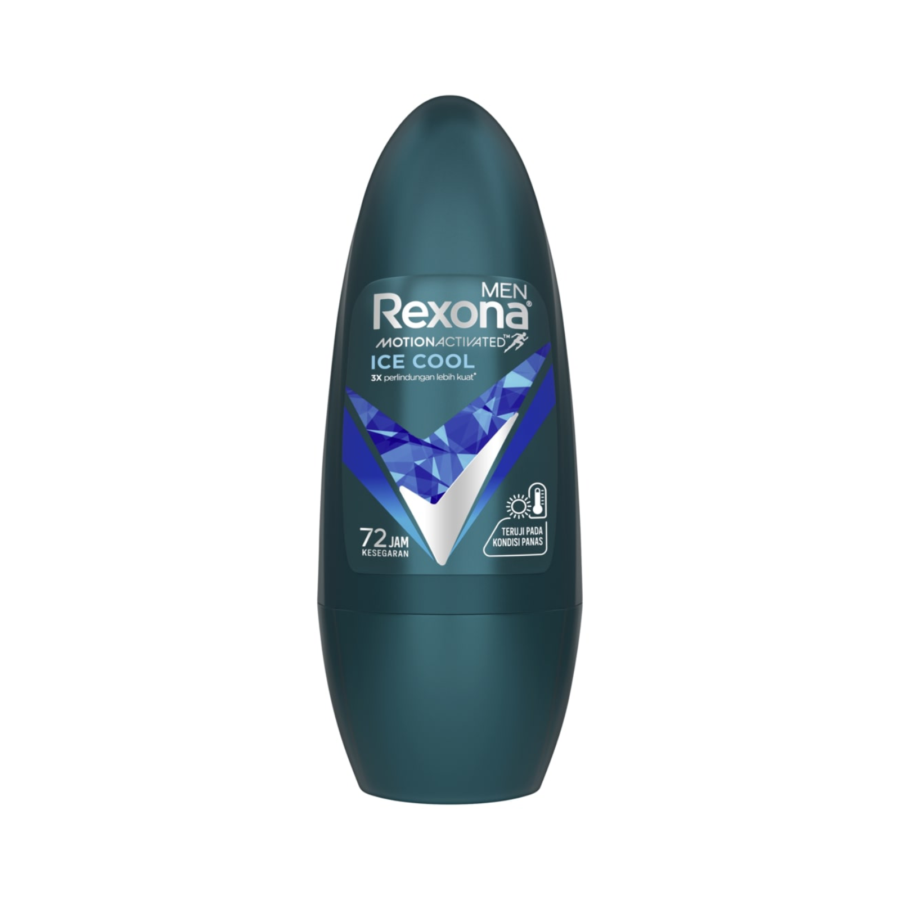 MEN
Rexona®
MOTIONACTIVATED™
ICE COOL
3X perlindungan lebih kuat*
72 JAM
KESEGARAN
TERUJI PADA
KONDISI PANAS